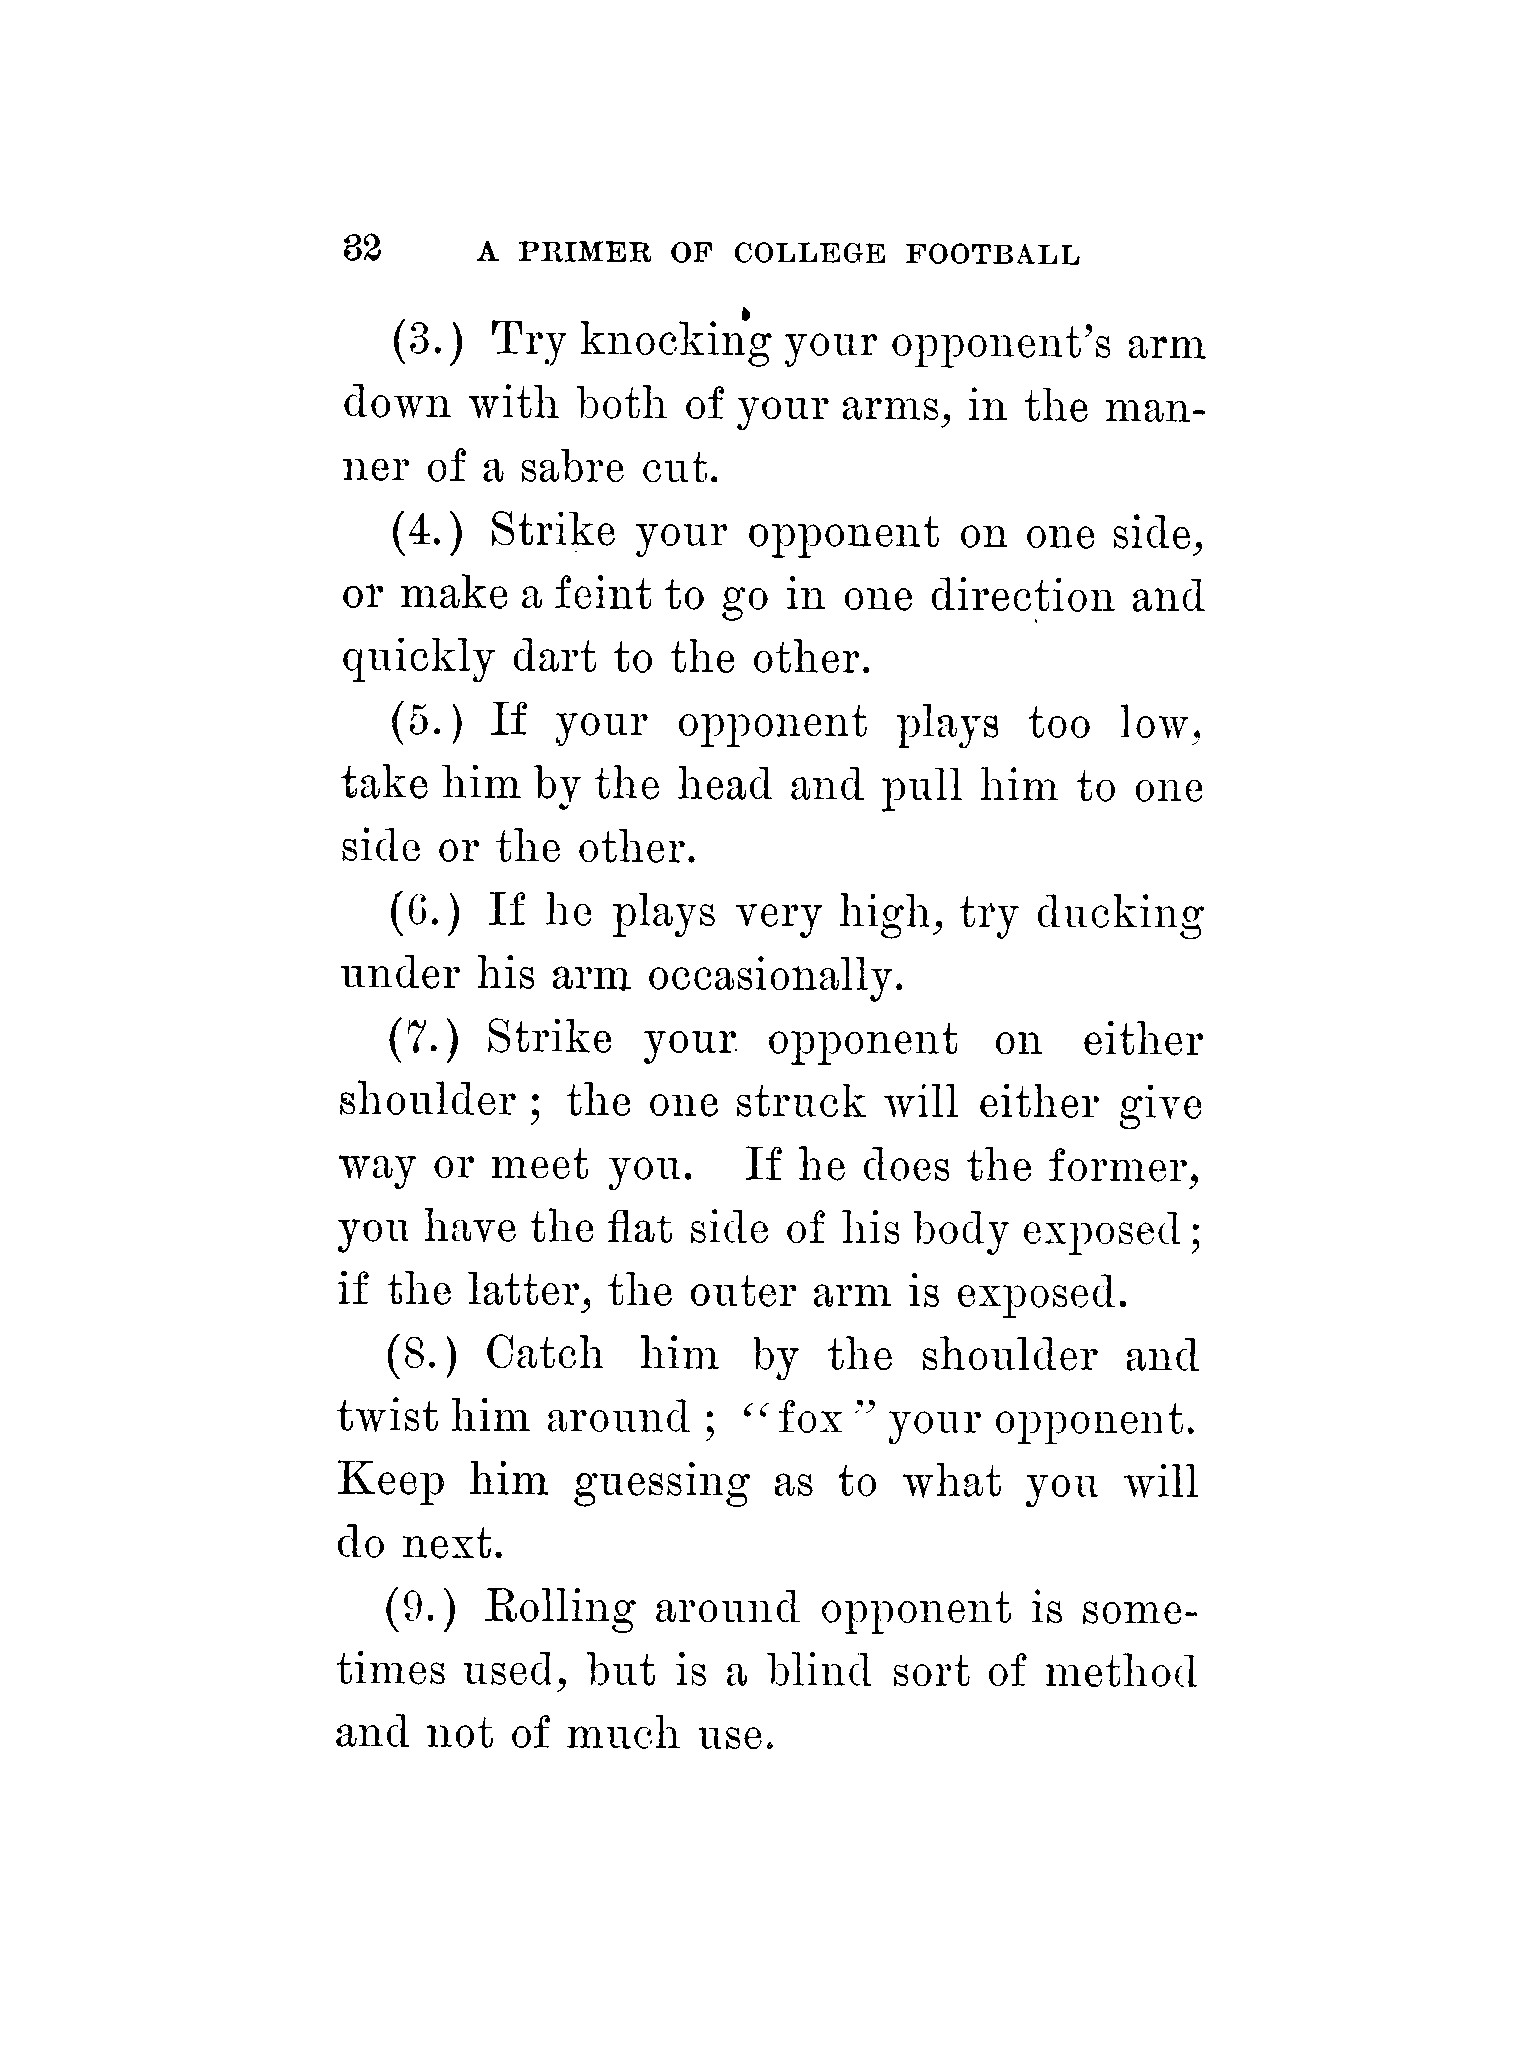 32 A PRIMER OF COLLEGE FOOTBALL
(3.) Try knocking your opponent's arm
down with both of your arms, in the man-
ner of a sabre cut.
(4.) Strike your opponent on one side,
or make a feint to go in one direction and
quickly dart to the other.
(5.) If your opponent plays too low,
take him by the head and pull him to one
side or the other.
(6.) If he plays very high, try ducking
under his arm occasionally.
(7.) Strike your opponent on either
shoulder ; the one struck will either give
way or meet you. If he does the former,
you have the flat side of his body exposed ;
if the latter, the outer arm is exposed.
(8.) Catch him by the shoulder and
twist him around ; “fox” your opponent.
Keep him guessing as to what you will
do next.
(9.) Rolling around opponent is some-
times used, but is a blind sort of method
and not of much use.